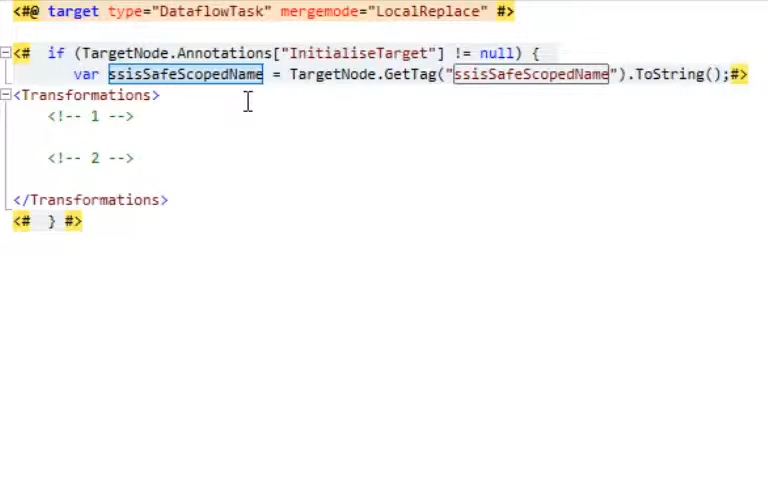 <#@ target type="DataflowTask" mergemode="LocalReplace" #>
<#  if (TargetNode.Annotations["InitialiseTarget"] != null) {
var ssisSafeScopedName = TargetNode.GetTag("ssisSafeScopedName").ToString();#>
<Transformations>
<!-- 1 -->
<!-- 2 -->
</Transformations>
<#  } #>